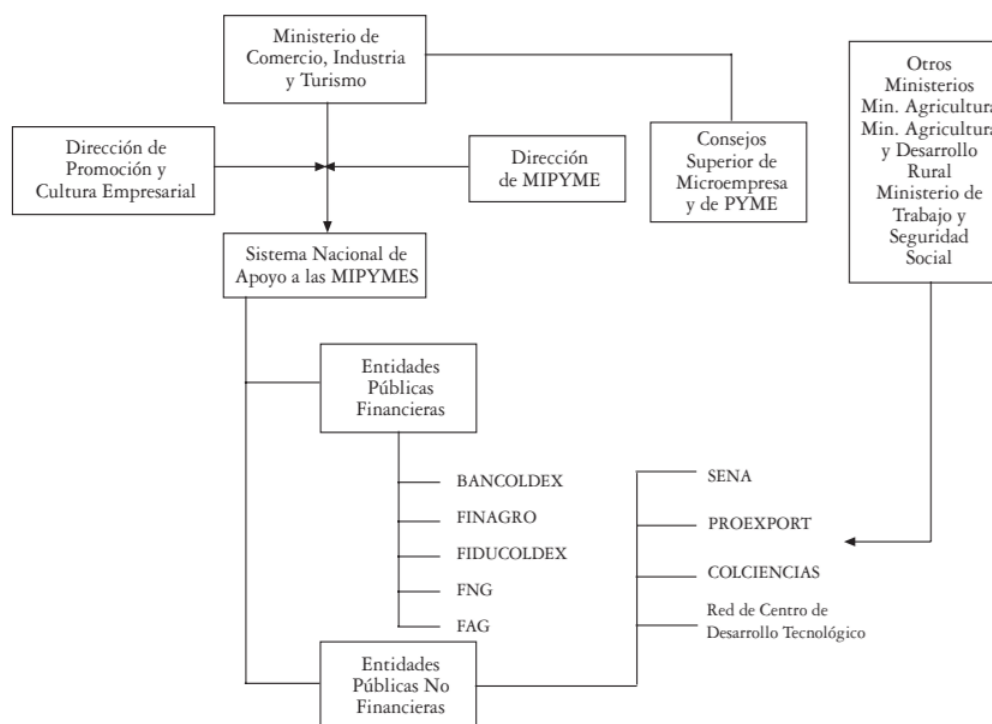 Ministerio de
Comercio, Industria
y Turismo
Otros
Ministerios
Min. Agricultura
Min. Agricultura
y Desarrollo
Rural
Ministerio de
Trabajo y
Seguridad
Social
Dirección de
Promoción y
Cultura Empresarial
Dirección
de MIPYME
Consejos
Superior de
Microempresa
y de PYME
Sistema Nacional de
Apoyo a las MIPYMES
Entidades
Públicas
Financieras
BANCOLDEX
FINAGRO
FIDUCOLDEX
FNG
FAG
SENA
PROEXPORT
COLCIENCIAS
Red de Centro de
Desarrollo Tecnológico
Entidades
Públicas No
Financieras